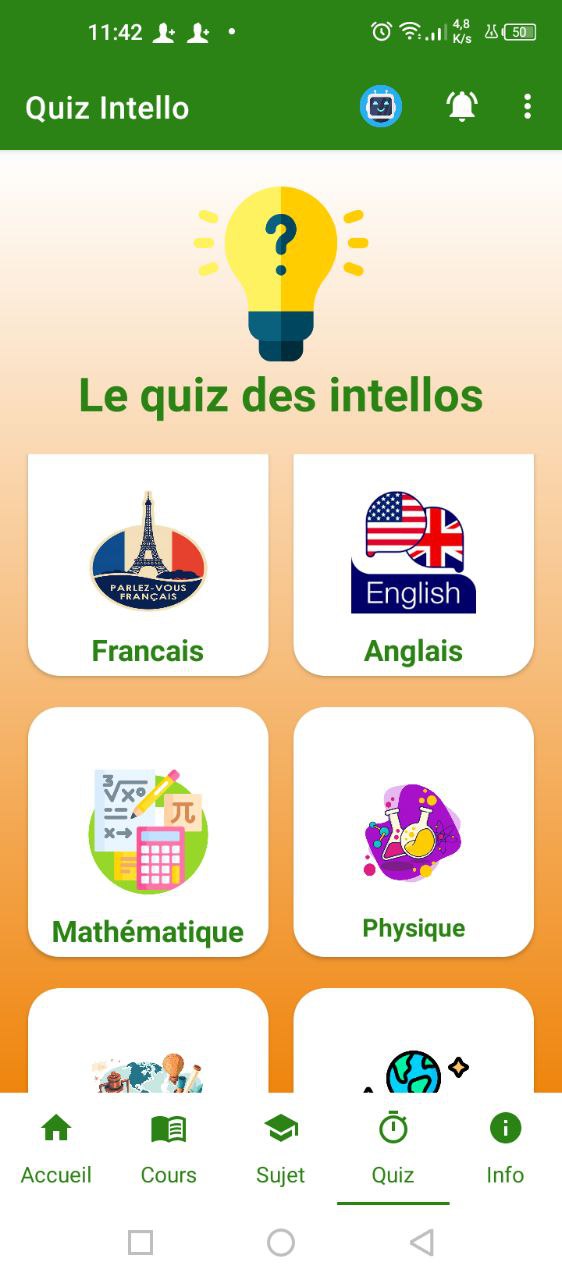 11:42
4,8
K/s
50
Quiz Intello
?
Le quiz des intellos
PARLEZ-VOUS
FRANÇAIS
Francais
English
Anglais
3√x°
π
x→
Mathématique
Physique
Accueil
Cours
Sujet
Quiz
Info